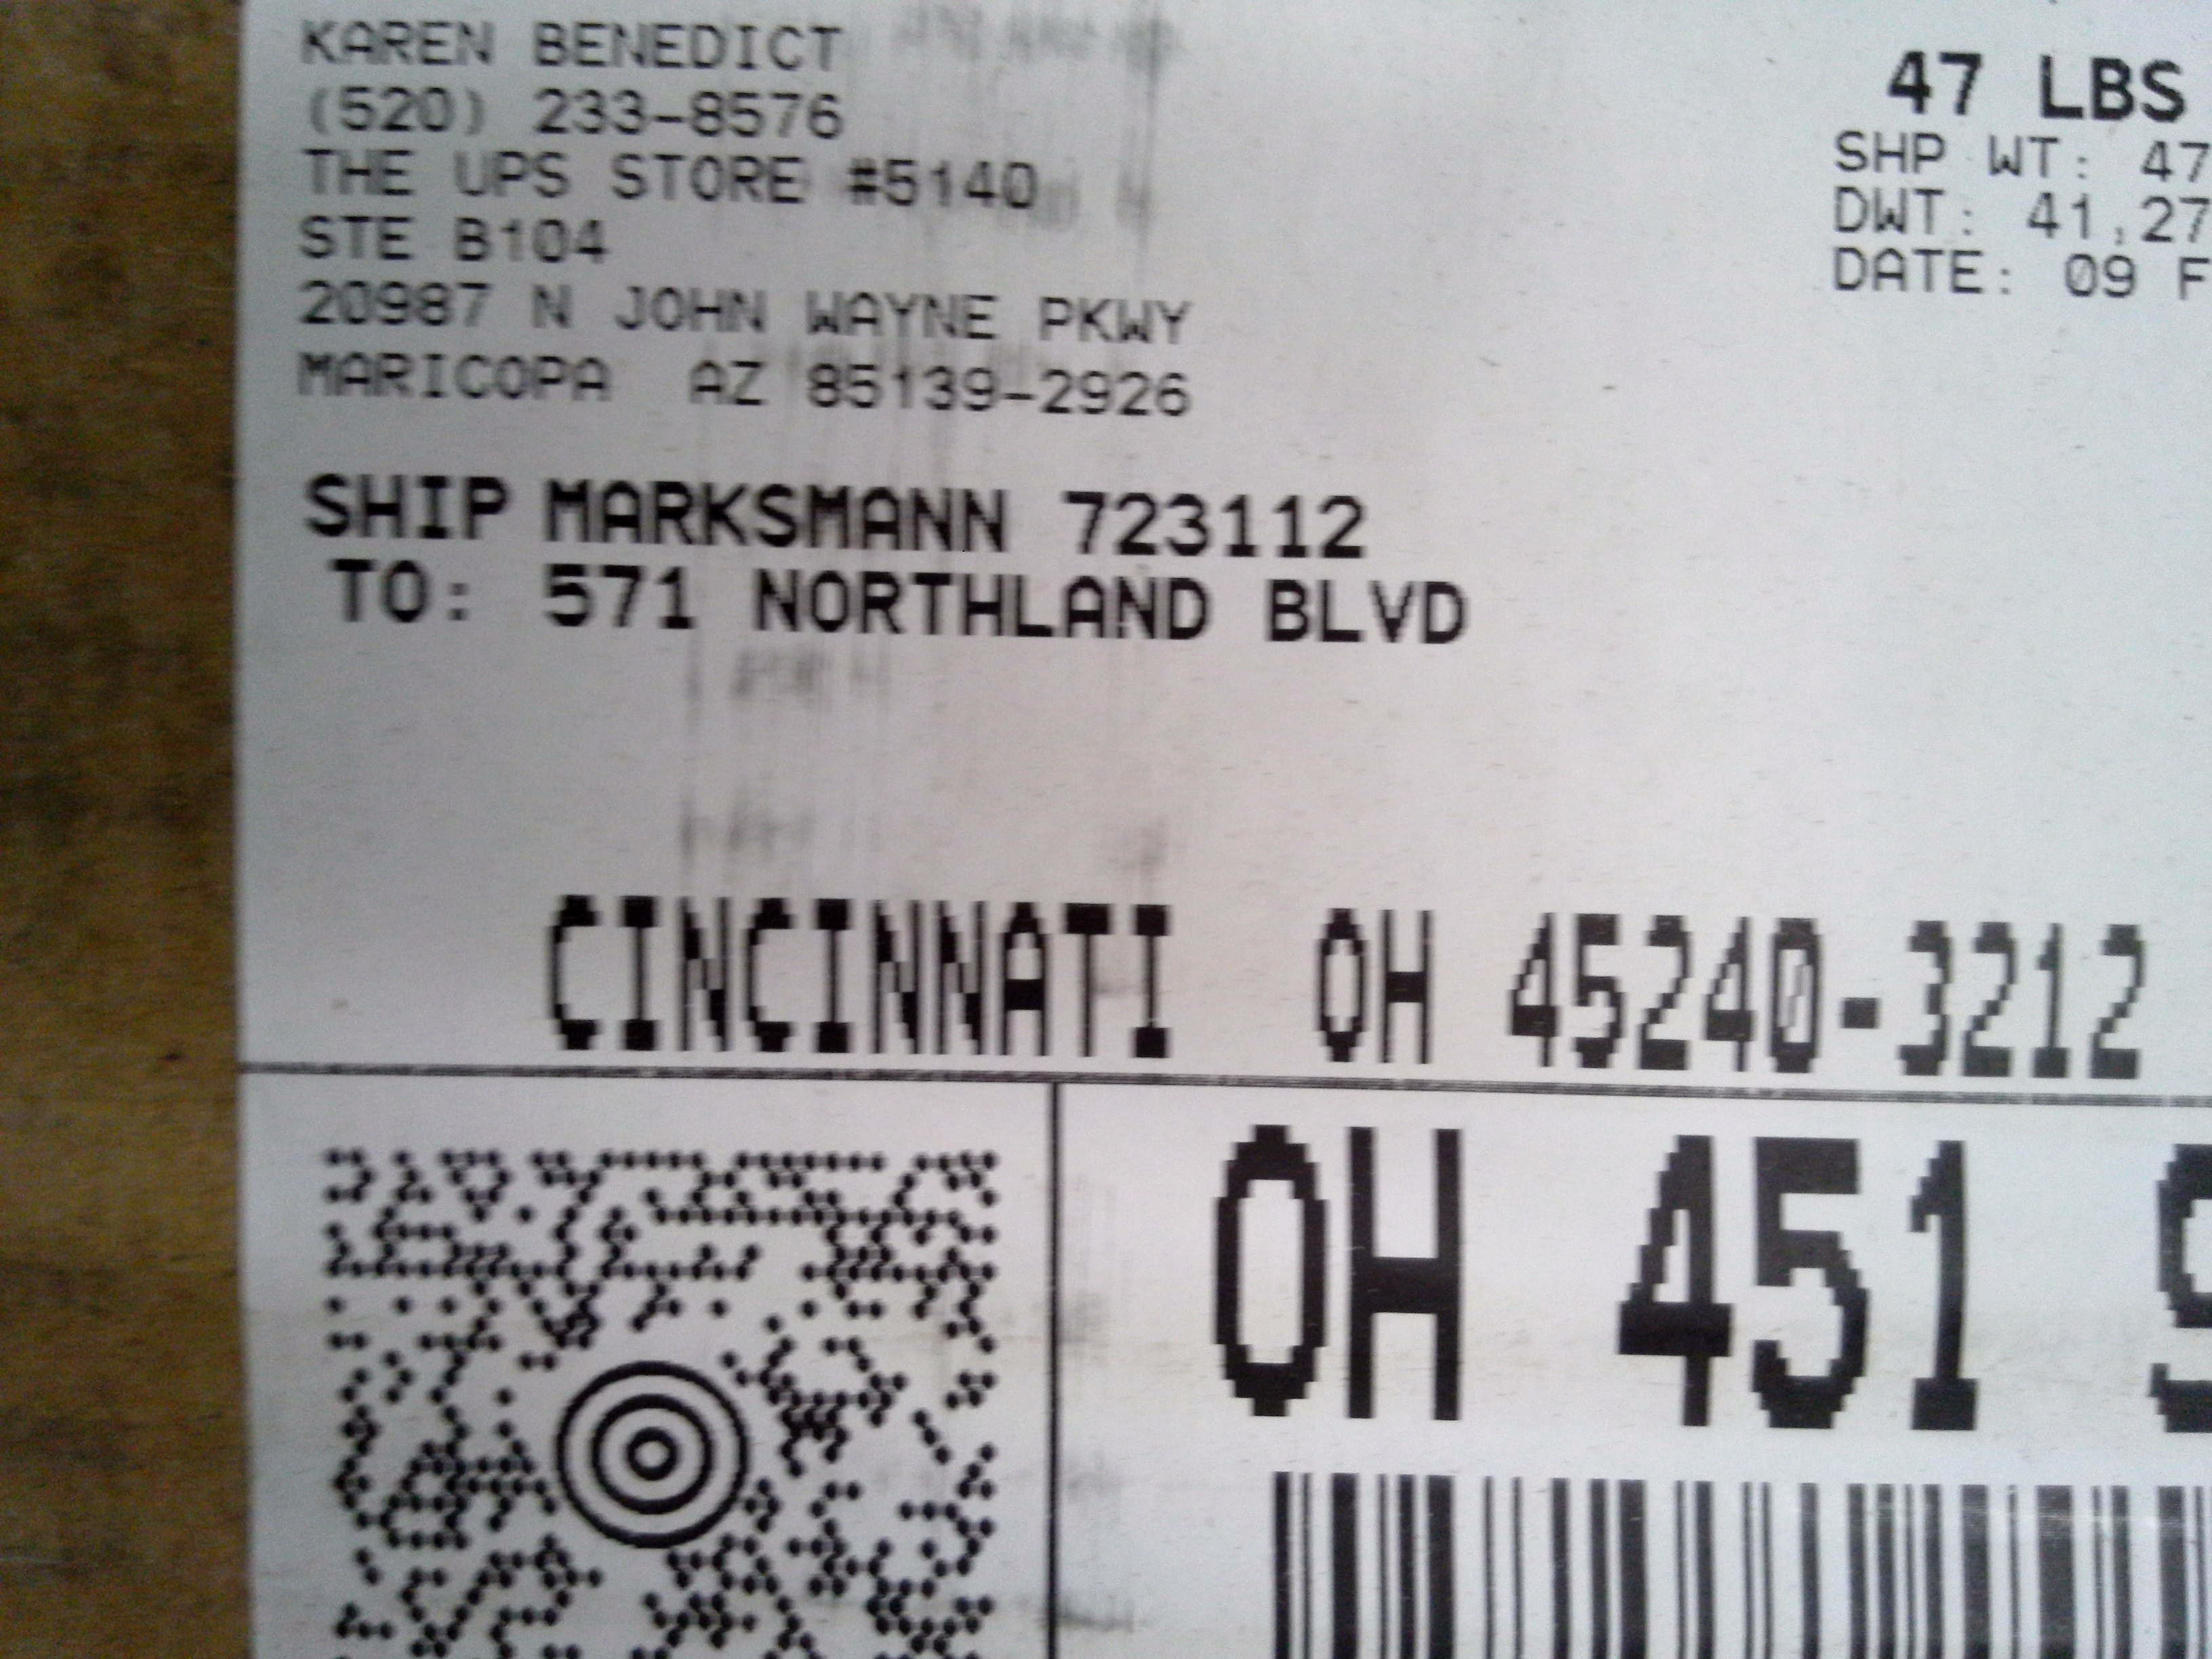 KAREN BENEDICT
(520) 233-8576
THE UPS STORE #5140
STE B104
20987 N JOHN WAYNE PKWY
MARICOPA AZ 85139-2926
47 LBS
SHP WT: 47
DWT: 41,27
DATE: 09 F
SHIP MARKSMANN 723112
TO: 571 NORTHLAND BLVD
CINCINNATI OH 45240-3212
OH 451